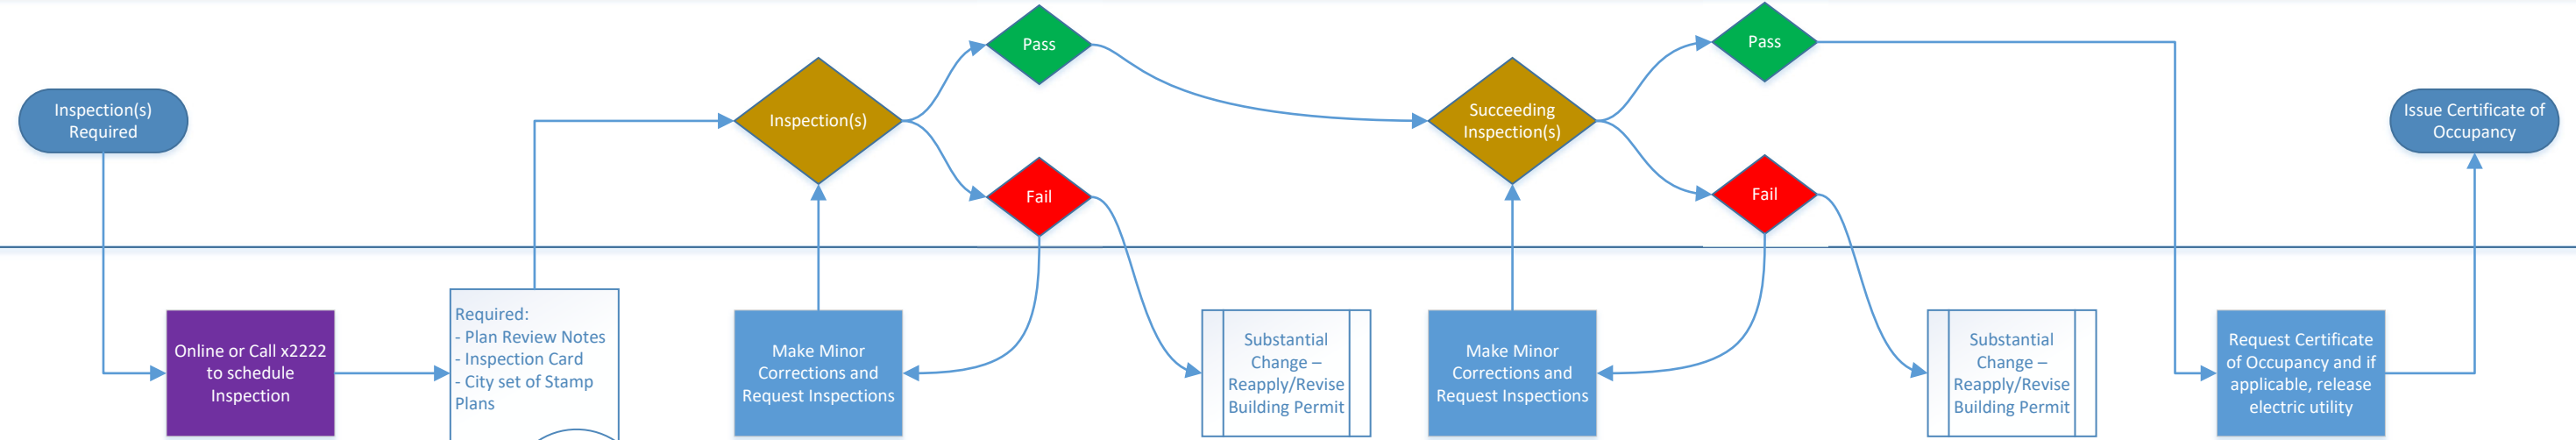 Inspection(s)
Required
Online or Call x2222
to schedule
Inspection
Required:
- Plan Review Notes
- Inspection Card
- City set of Stamp
Plans
Inspection(s)
Pass
Fail
Make Minor
Corrections and
Request Inspections
Substantial
Change –
Reapply/Revise
Building Permit
Succeeding
Inspection(s)
Pass
Fail
Make Minor
Corrections and
Request Inspections
Substantial
Change –
Reapply/Revise
Building Permit
Request Certificate
of Occupancy and if
applicable, release
electric utility
Issue Certificate of
Occupancy